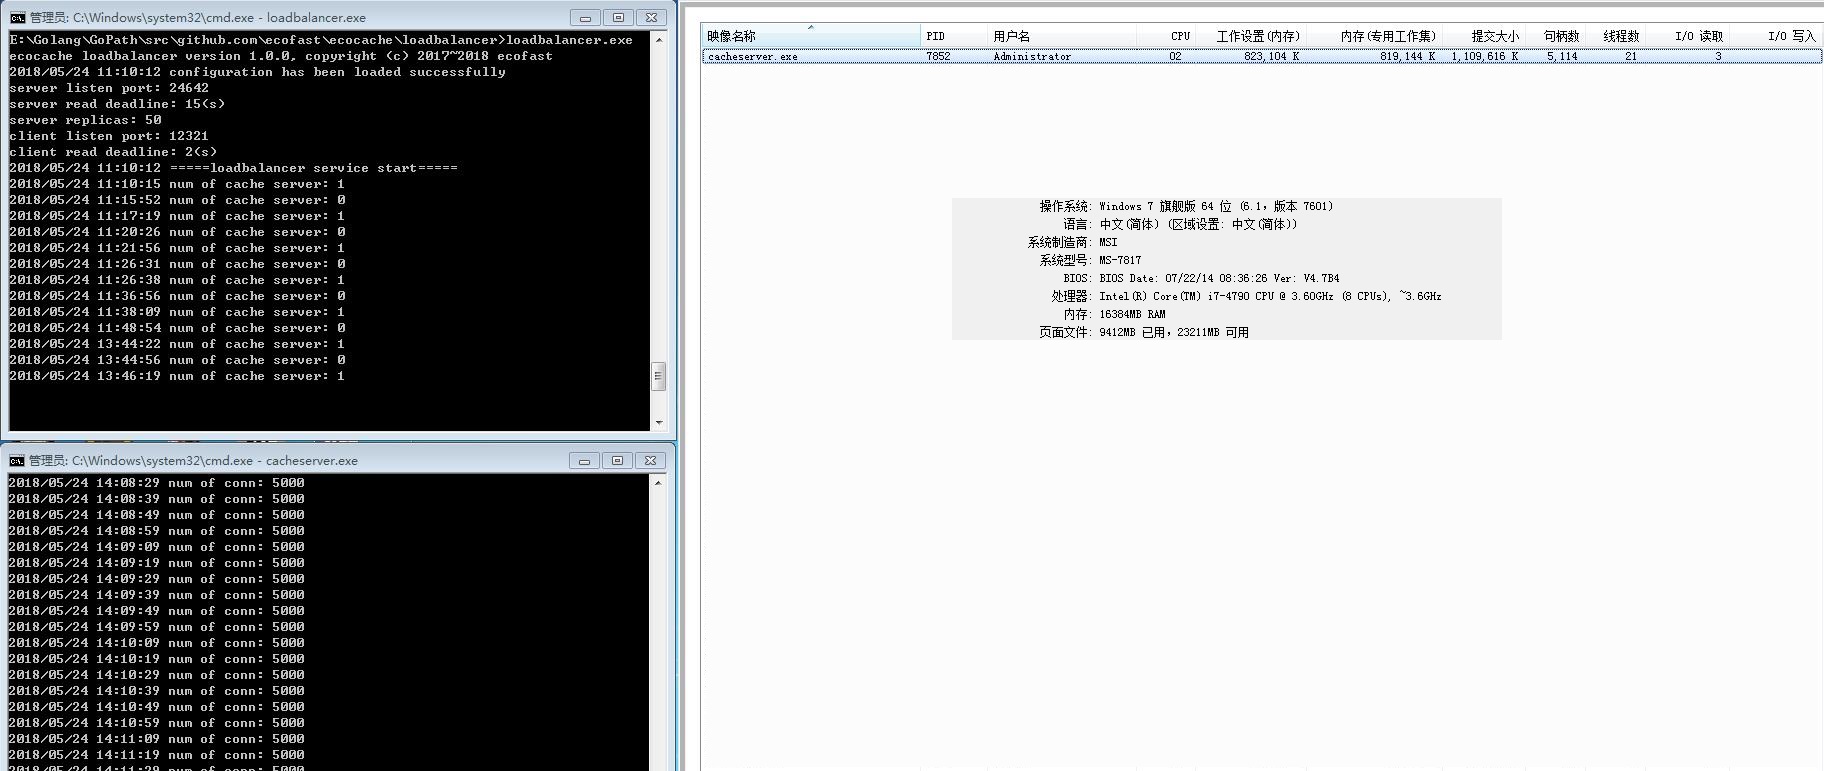 管理员: C:\Windows\system32\cmd.exe - loadbalancer.exe
E:\Golang\GoPath\src\github.com\ecofast\ecocache\loadbalancer>loadbalancer.exe
ecocache loadbalancer version 1.0.0, copyright (c) 2017~2018 ecofast
2018/05/24 11:10:12 configuration has been loaded successfully
server listen port: 24642
server read deadline: 15(s)
server replicas: 50
client listen port: 12321
client read deadline: 2(s)
2018/05/24 11:10:12 =====loadbalancer service start=====
2018/05/24 11:10:15 num of cache server: 1
2018/05/24 11:15:52 num of cache server: 0
2018/05/24 11:17:19 num of cache server: 1
2018/05/24 11:20:26 num of cache server: 0
2018/05/24 11:21:56 num of cache server: 1
2018/05/24 11:26:31 num of cache server: 0
2018/05/24 11:26:38 num of cache server: 1
2018/05/24 11:36:56 num of cache server: 0
2018/05/24 11:38:09 num of cache server: 1
2018/05/24 11:48:54 num of cache server: 0
2018/05/24 13:44:22 num of cache server: 1
2018/05/24 13:44:56 num of cache server: 0
2018/05/24 13:46:19 num of cache server: 1
管理员: C:\Windows\system32\cmd.exe - cacheserver.exe
2018/05/24 14:08:29 num of conn: 5000
2018/05/24 14:08:39 num of conn: 5000
2018/05/24 14:08:49 num of conn: 5000
2018/05/24 14:08:59 num of conn: 5000
2018/05/24 14:09:09 num of conn: 5000
2018/05/24 14:09:19 num of conn: 5000
2018/05/24 14:09:29 num of conn: 5000
2018/05/24 14:09:39 num of conn: 5000
2018/05/24 14:09:49 num of conn: 5000
2018/05/24 14:09:59 num of conn: 5000
2018/05/24 14:10:09 num of conn: 5000
2018/05/24 14:10:19 num of conn: 5000
2018/05/24 14:10:29 num of conn: 5000
2018/05/24 14:10:39 num of conn: 5000
2018/05/24 14:10:49 num of conn: 5000
2018/05/24 14:10:59 num of conn: 5000
2018/05/24 14:11:09 num of conn: 5000
2018/05/24 14:11:19 num of conn: 5000
2018/05/24 14:11:29 num of conn: 5000
映像名称 PID 用户名 CPU 工作设置(内存) 内存(专用工作集) 提交大小 句柄数 线程数 I/O 读取 I/O 写入
cacheserver.exe 7852 Administrator 02 823,104 K 819,144 K 1,109,616 K 5,114 21 3
操作系统: Windows 7 旗舰版 64 位 (6.1, 版本 7601)
语言: 中文(简体) (区域设置: 中文(简体))
系统制造商: MSI
系统型号: MS-7817
BIOS: BIOS Date: 07/22/14 08:36:26 Ver: V4.7B4
处理器: Intel(R) Core(TM) i7-4790 CPU @ 3.60GHz (8 CPUs), ~3.6GHz
内存: 16384MB RAM
页面文件: 9412MB 已用, 23211MB 可用